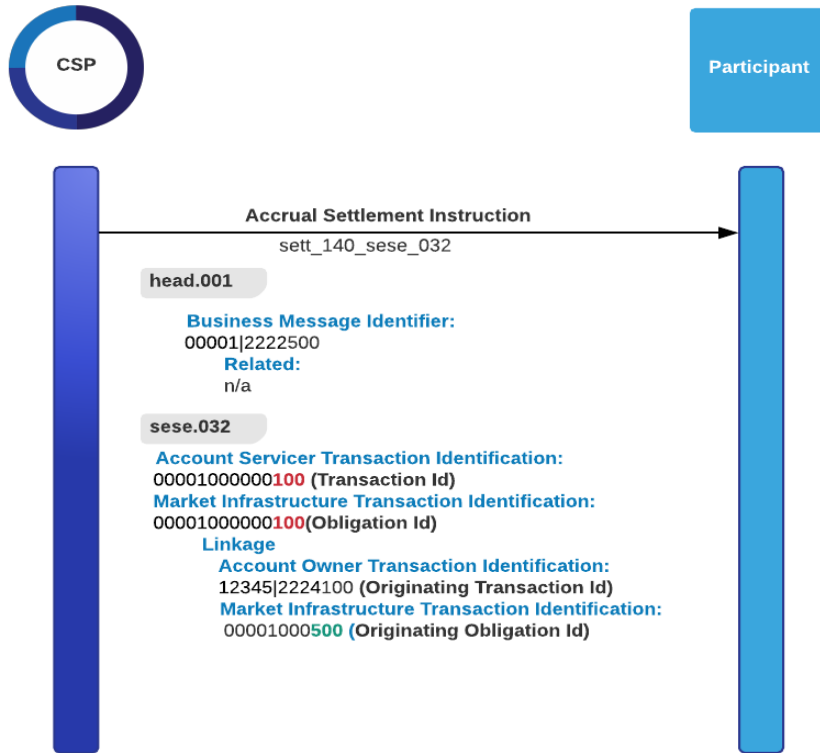 CSP
Participant
Accrual Settlement Instruction
sett_140_sese_032
head.001
Business Message Identifier:
00001|2222500
Related:
n/a
sese.032
Account Servicer Transaction Identification:
00001000000100 (Transaction Id)
Market Infrastructure Transaction Identification:
00001000000100(Obligation Id)
Linkage
Account Owner Transaction Identification:
12345|2224100 (Originating Transaction Id)
Market Infrastructure Transaction Identification:
00001000500 (Originating Obligation Id)